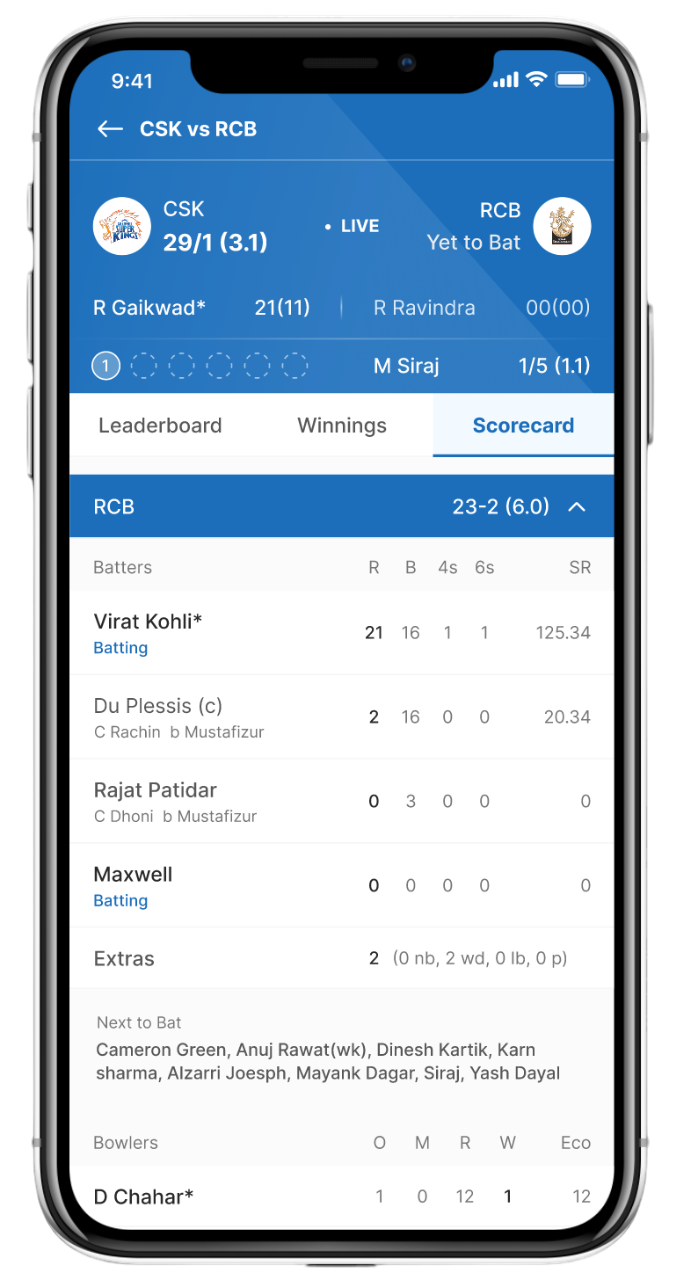 9:41
CSK vs RCB
CSK
29/1 (3.1)
• LIVE
RCB
Yet to Bat
SUPER
KINGS
R Gaikwad* 21(11) | R Ravindra 00(00)
1 M Siraj 1/5 (1.1)
Leaderboard Winnings Scorecard
RCB 23-2 (6.0)
Batters R B 4s 6s SR
Virat Kohli* 21 16 1 1 125.34
Batting
Du Plessis (c) 2 16 0 0 20.34
C Rachin b Mustafizur
Rajat Patidar 0 3 0 0 0
C Dhoni b Mustafizur
Maxwell 0 0 0 0 0
Batting
Extras 2 (0 nb, 2 wd, 0 lb, 0 p)
Next to Bat
Cameron Green, Anuj Rawat(wk), Dinesh Kartik, Karn
sharma, Alzarri Joesph, Mayank Dagar, Siraj, Yash Dayal
Bowlers O M R W Eco
D Chahar* 1 0 12 1 12